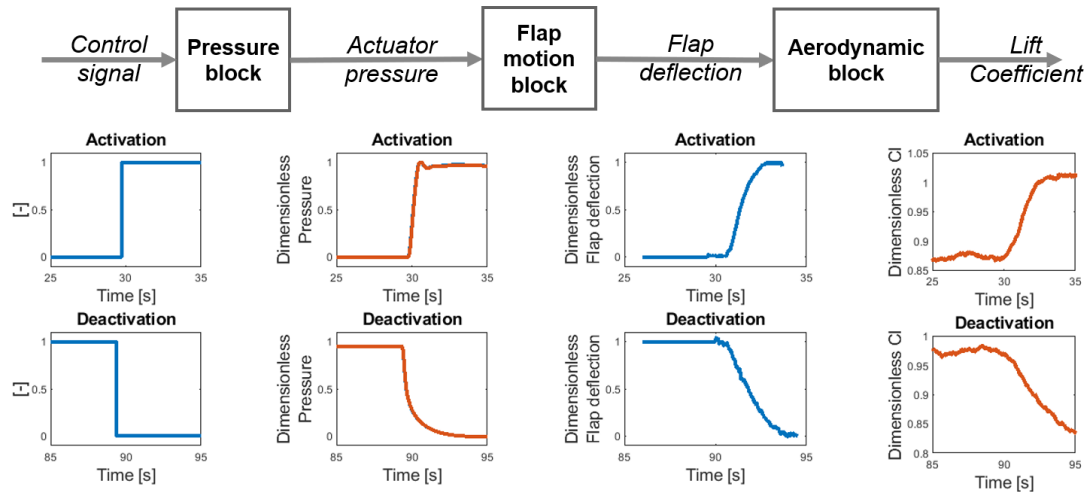 Control
signal
Pressure
block
Actuator
pressure
Flap
motion
block
Flap
deflection
Aerodynamic
block
Lift
Coefficient
Activation
[-]
1
0.5
0
25 30 35
Time [s]
Activation
Dimensionless
Pressure
1
0.5
0
25 30 35
Time [s]
Activation
Dimensionless
Flap deflection
1
0.5
0
25 30 35
Time [s]
Activation
Dimensionless Cl
1.05
1
0.95
0.9
0.85
25 30 35
Time [s]
Deactivation
[-]
1
0.5
0
85 90 95
Time [s]
Deactivation
Dimensionless
Pressure
1
0.5
0
85 90 95
Time [s]
Deactivation
Dimensionless
Flap deflection
1
0.5
0
85 90 95
Time [s]
Deactivation
Dimensionless Cl
1
0.95
0.9
0.85
0.8
85 90 95
Time [s]